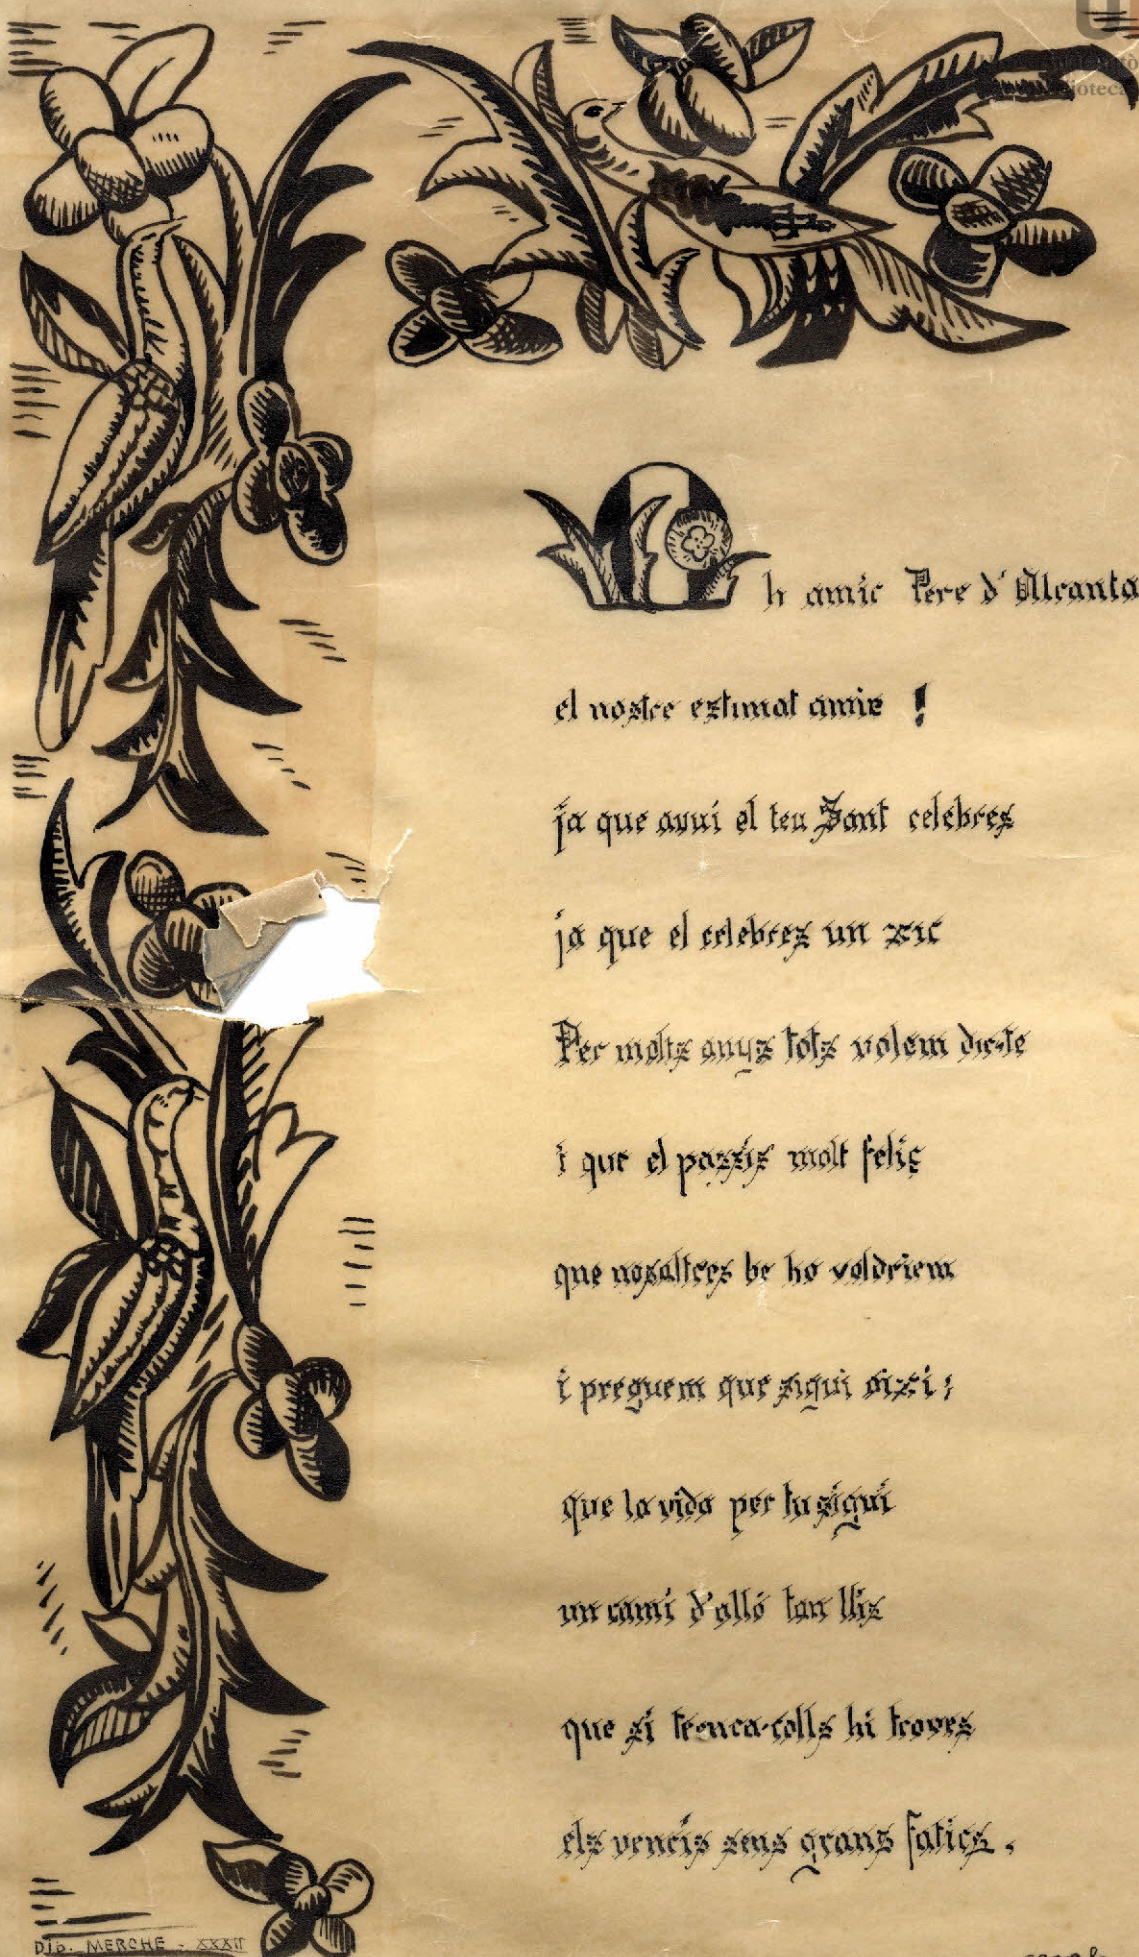 Oh amic Pere d'Alcanta
el nostre estimat amic !
ja que avui el teu Sant celebres
ja que el celebres un xic
Per molts anys tots volem dir-te
i que el passis molt feliç
que nosaltres be ho voldriem
i preguem que sigui aixi:
que la vida per tu sigui
un cami d'alló tan llis
que si trenca-colls hi troves
els vencis sens grans fatics.
Dib. MERCHE - XXXII